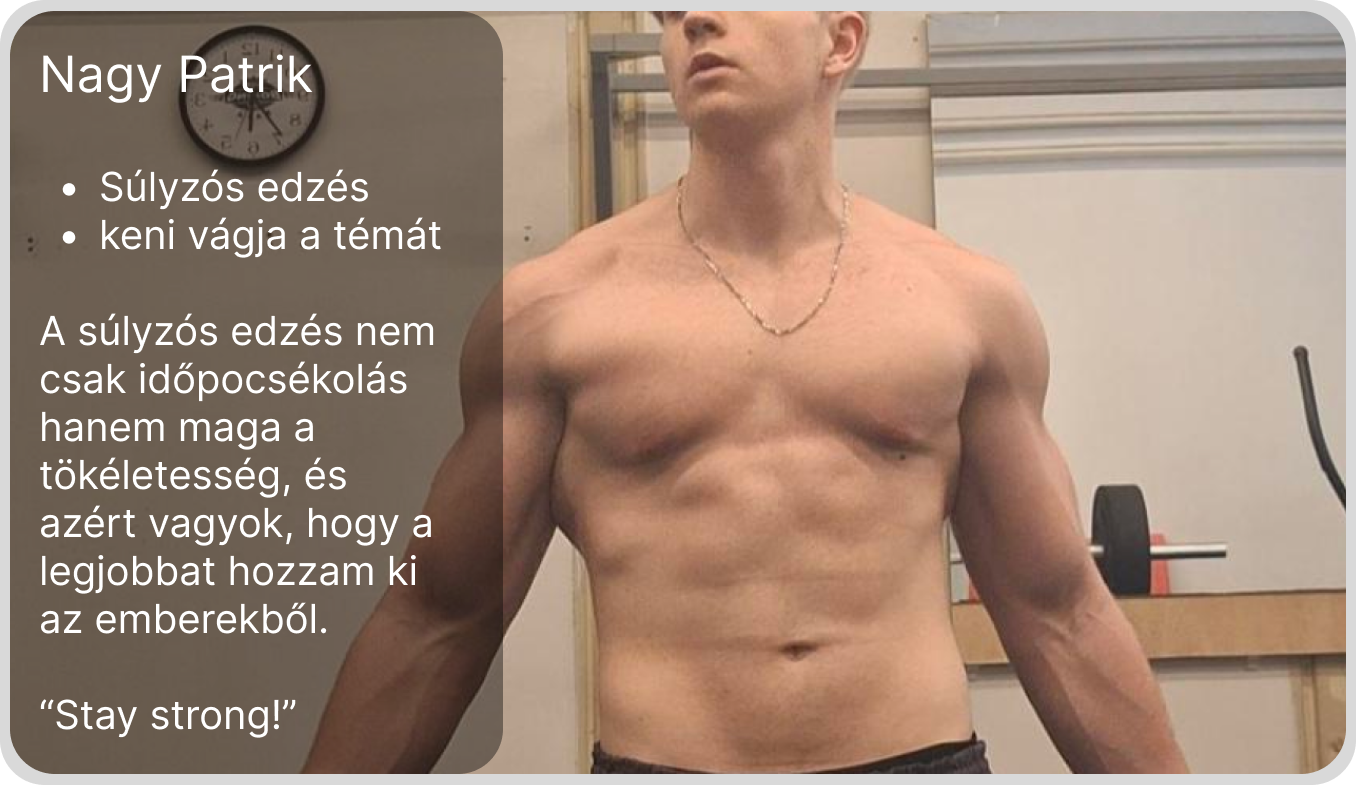 Nagy Patrik
• Súlyzós edzés
• keni vágja a témát
A súlyzós edzés nem
csak időpocsékolás
hanem maga a
tökéletesség, és
azért vagyok, hogy a
legjobbat hozzam ki
az emberekből.
“Stay strong!”